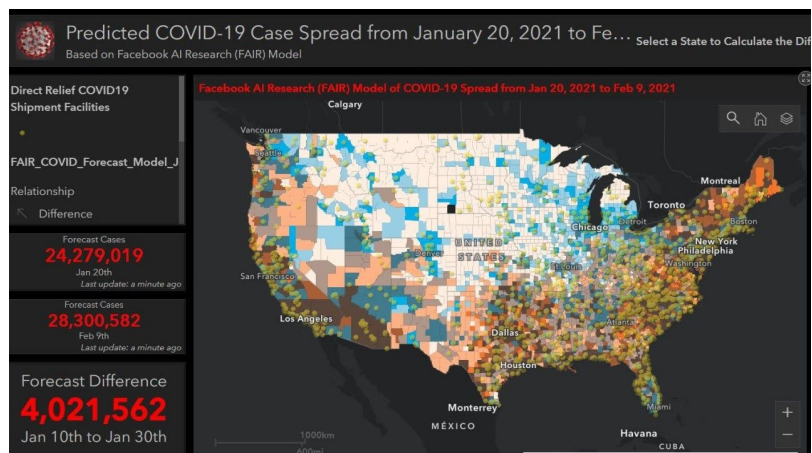 Predicted COVID-19 Case Spread from January 20, 2021 to Fe...
Select a State to Calculate the Dif
Based on Facebook AI Research (FAIR) Model
Direct Relief COVID19
Shipment Facilities
FAIR_COVID_Forecast_Model_J
Relationship
Difference
Forecast Cases
24,279,019
Jan 20th
Last update: a minute ago
Forecast Cases
28,300,582
Feb 9th
Last update: a minute ago
Forecast Difference
4,021,562
Jan 10th to Jan 30th
Facebook AI Research (FAIR) Model of COVID-19 Spread from Jan 20, 2021 to Feb 9, 2021
Calgary
Vancouver
Seattle
Montreal
Toronto
Boston
Detroit
Chicago
New York
Philadelphia
UNITED
STATES
Denver
Washington
St. Louis
San Francisco
Los Angeles
Atlanta
Dallas
Houston
Monterrey
Miami
MÉXICO
Havana
CUBA
1000km
600mi
+
−